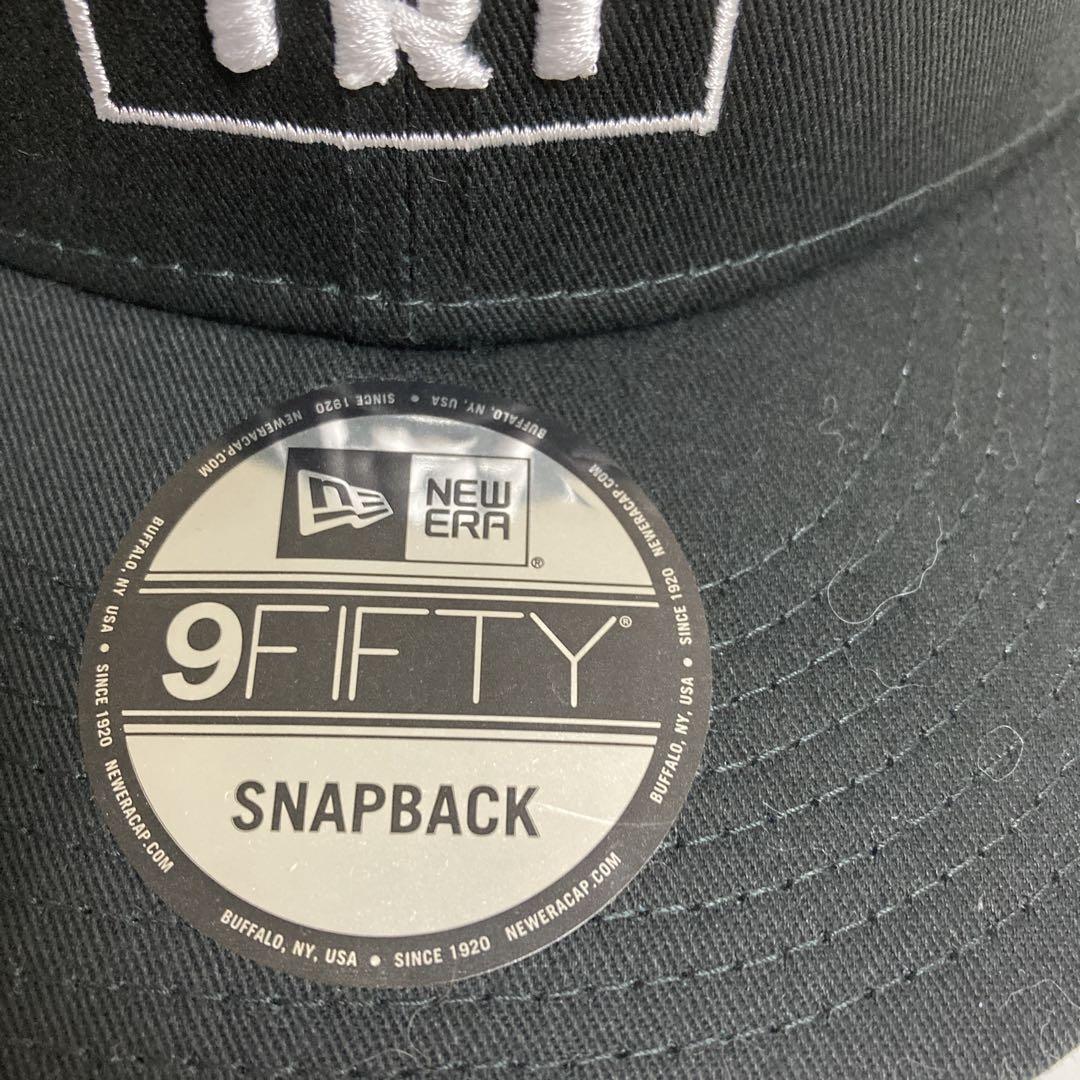 NEW
ERA
®
9FIFTY®
SNAPBACK
BUFFALO, NY, USA • SINCE 1920 NEWERACAP.COM
BUFFALO, NY, USA • SINCE 1920 NEWERACAP.COM
BUFFALO, NY, USA • SINCE 1920 NEWERACAP.COM
BUFFALO, NY USA • SINCE 1920 NEWERACAP.COM